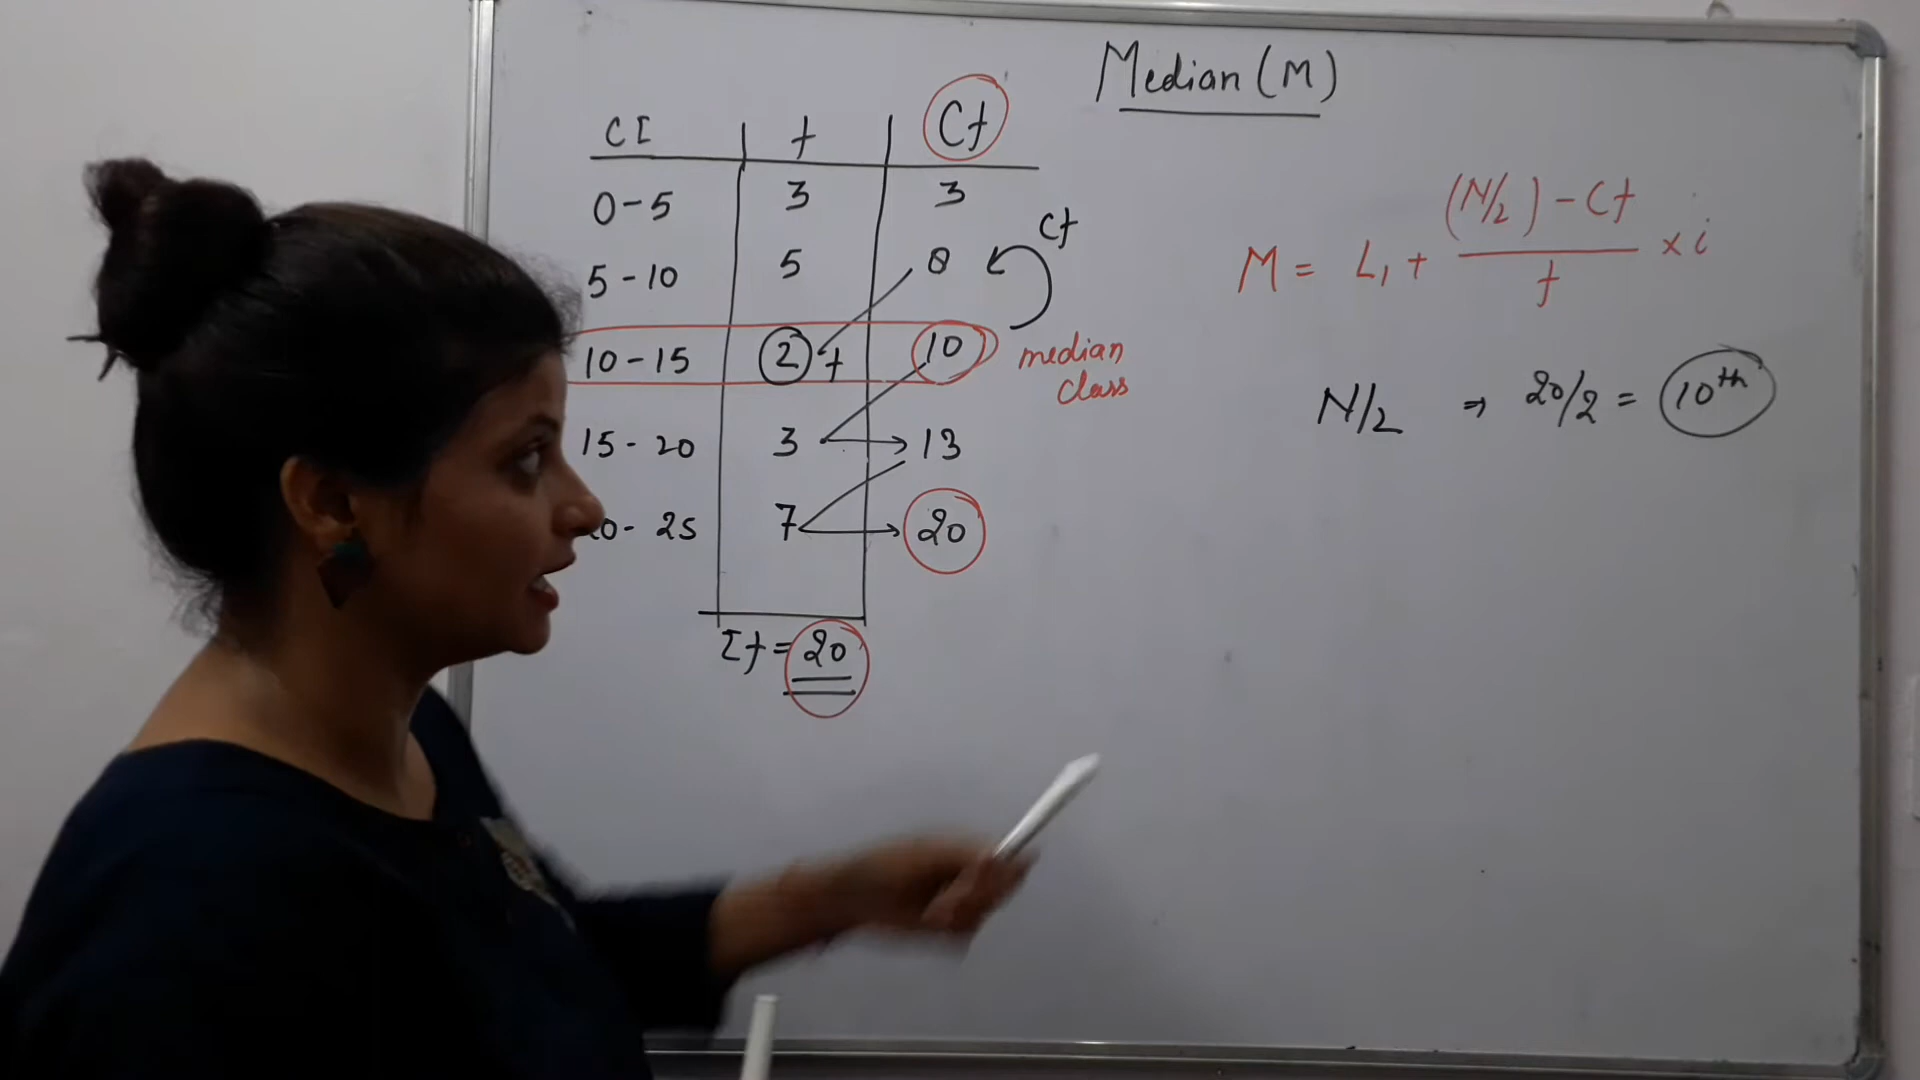 Median (M)
CI f Cf
0-5 3 3
5-10 5 8
Cf
10-15 2 f 10 median class
15-20 3 13
20-25 7 20
Σf = 20
M = L1 + (N/2) - Cf / f × i
N/2 ⇒ 20/2 = 10th